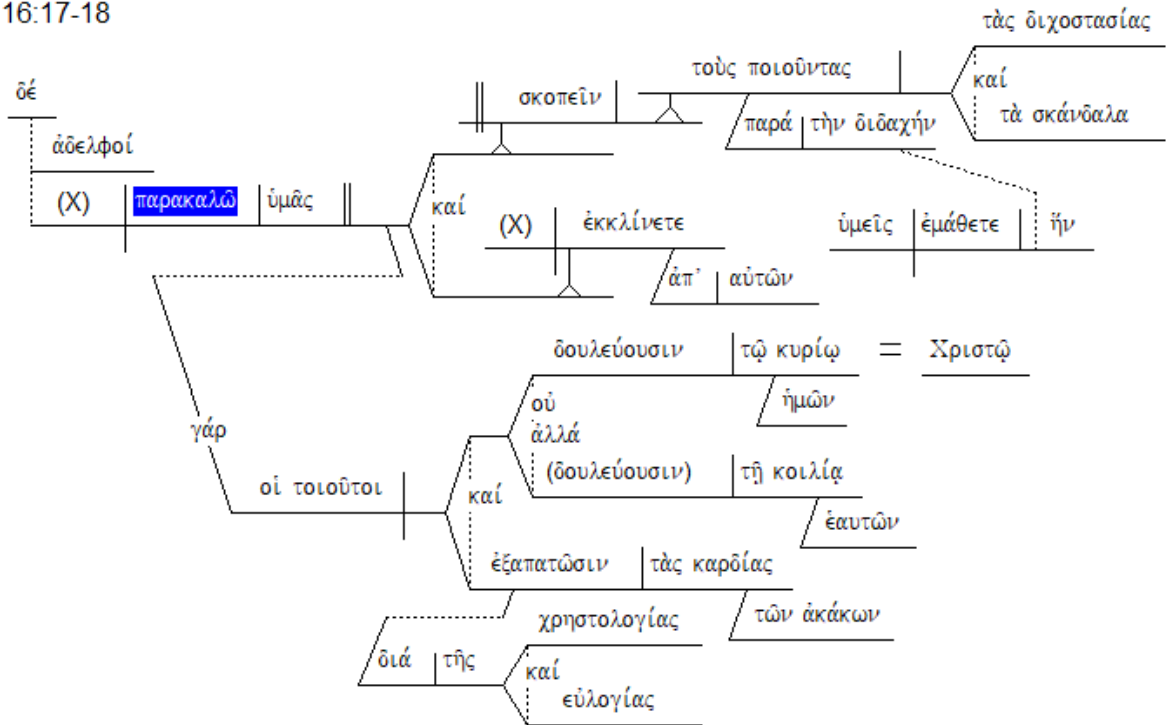 16:17-18
τὰς διχοστασίας
τοὺς ποιοῦντας
καί
δέ
σκοπεῖν
τὰ σκάνδαλα
παρά τὴν διδαχήν
ἀδελφοί
(X) παρακαλῶ ὑμᾶς
καί
(X) ἐκκλίνετε
ὑμεῖς ἐμάθετε ἥν
ἀπ' αὐτῶν
δουλεύουσιν τῷ κυρίῳ = Χριστῷ
οὐ
ἡμῶν
γάρ
ἀλλά
(δουλεύουσιν) τῇ κοιλίᾳ
οἱ τοιοῦτοι
καί
ἑαυτῶν
ἐξαπατῶσιν τὰς καρδίας
χρηστολογίας
τῶν ἀκάκων
διά τῆς
καί
εὐλογίας